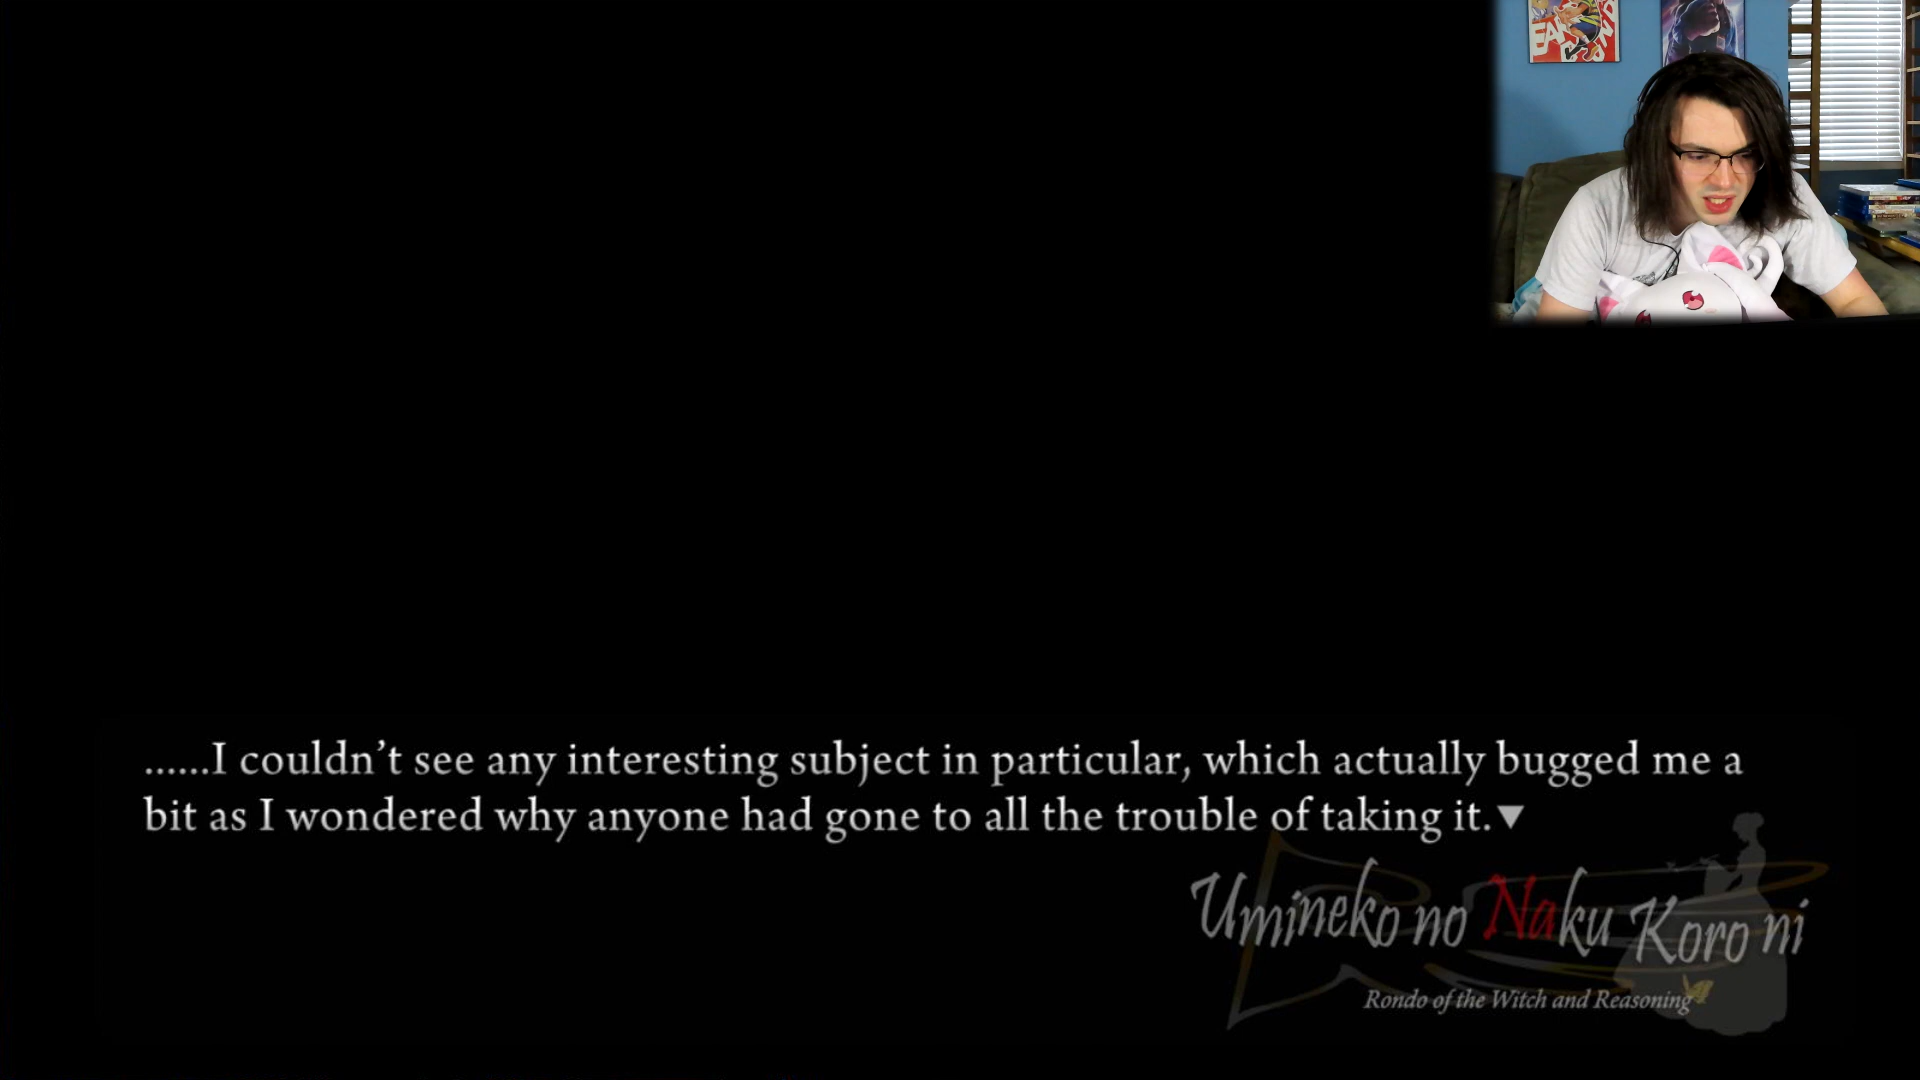 ......I couldn’t see any interesting subject in particular, which actually bugged me a
bit as I wondered why anyone had gone to all the trouble of taking it.▼
Umineko no Naku Koro ni
Rondo of the Witch and Reasoning